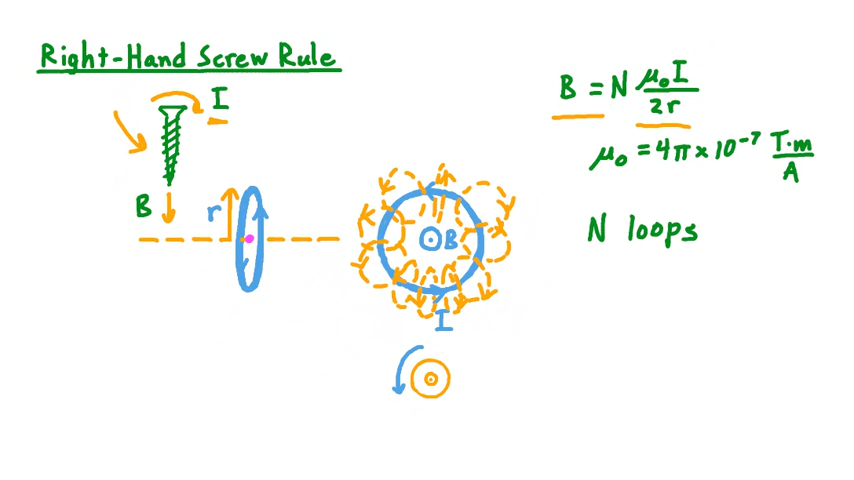 Right-Hand Screw Rule
I
B
r
B
I
B = N μ₀I / 2r
μ₀ = 4π × 10⁻⁷ T·m / A
N loops